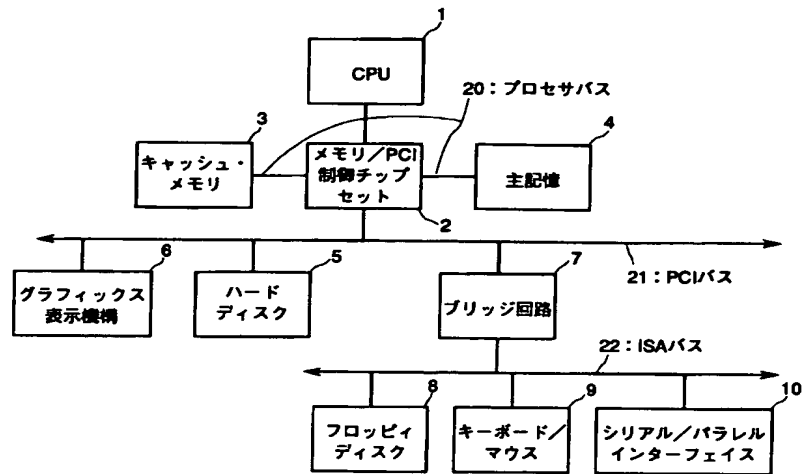 1
CPU
20：プロセサバス
3
4
キャッシュ・
メモリ
メモリ／PCI
制御チップ
セット
主記憶
2
6
5
7
21：PCIバス
グラフィックス
表示機構
ハード
ディスク
ブリッジ回路
22：ISAバス
8
9
10
フロッピィ
ディスク
キーボード／
マウス
シリアル／パラレル
インターフェイス